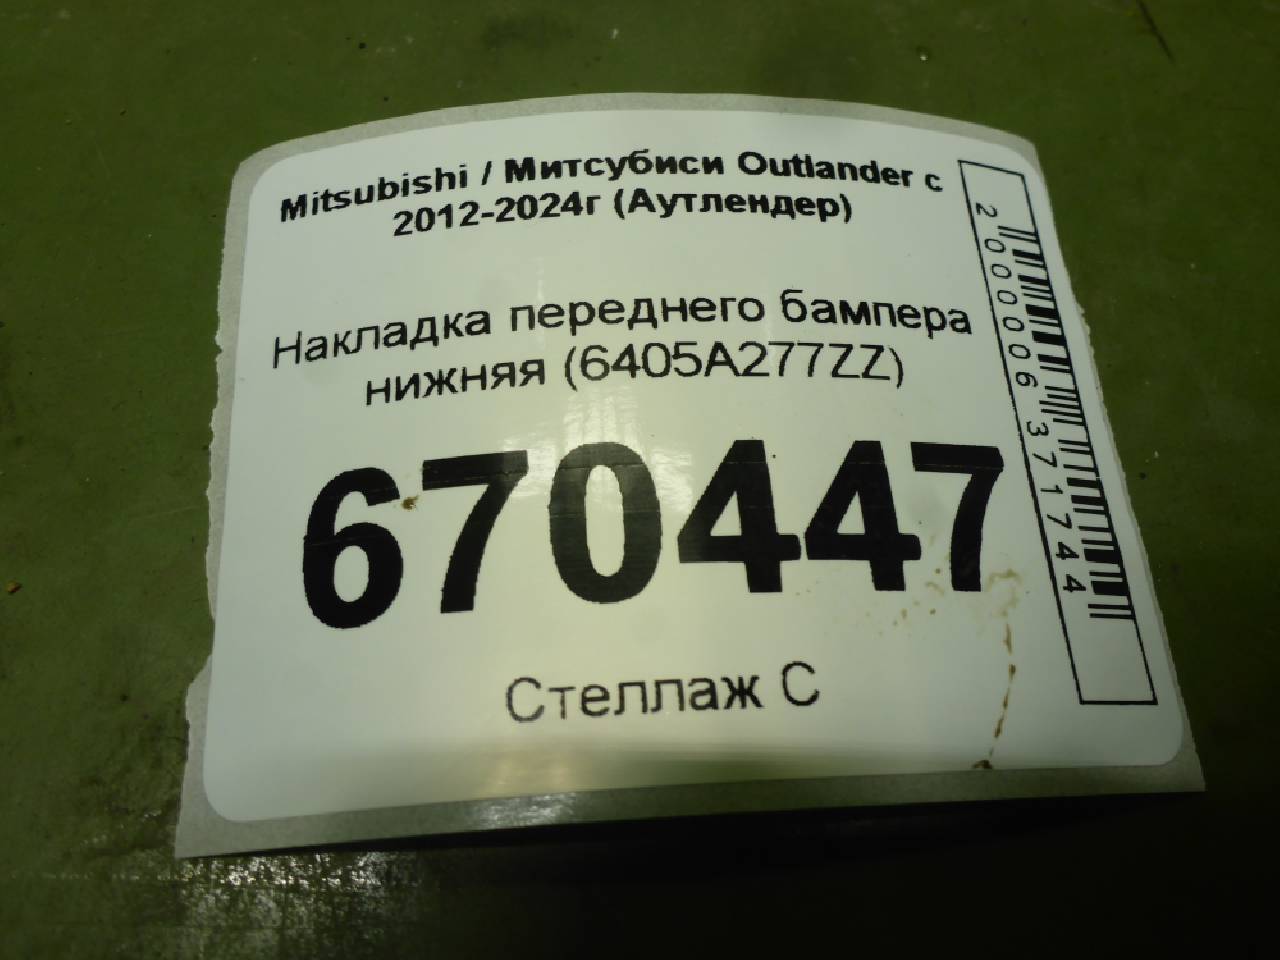 Mitsubishi / Митсубиси Outlander с
2012-2024г (Аутлендер)
Накладка переднего бампера
нижняя (6405A277ZZ)
670447
Стеллаж С
2000006371744